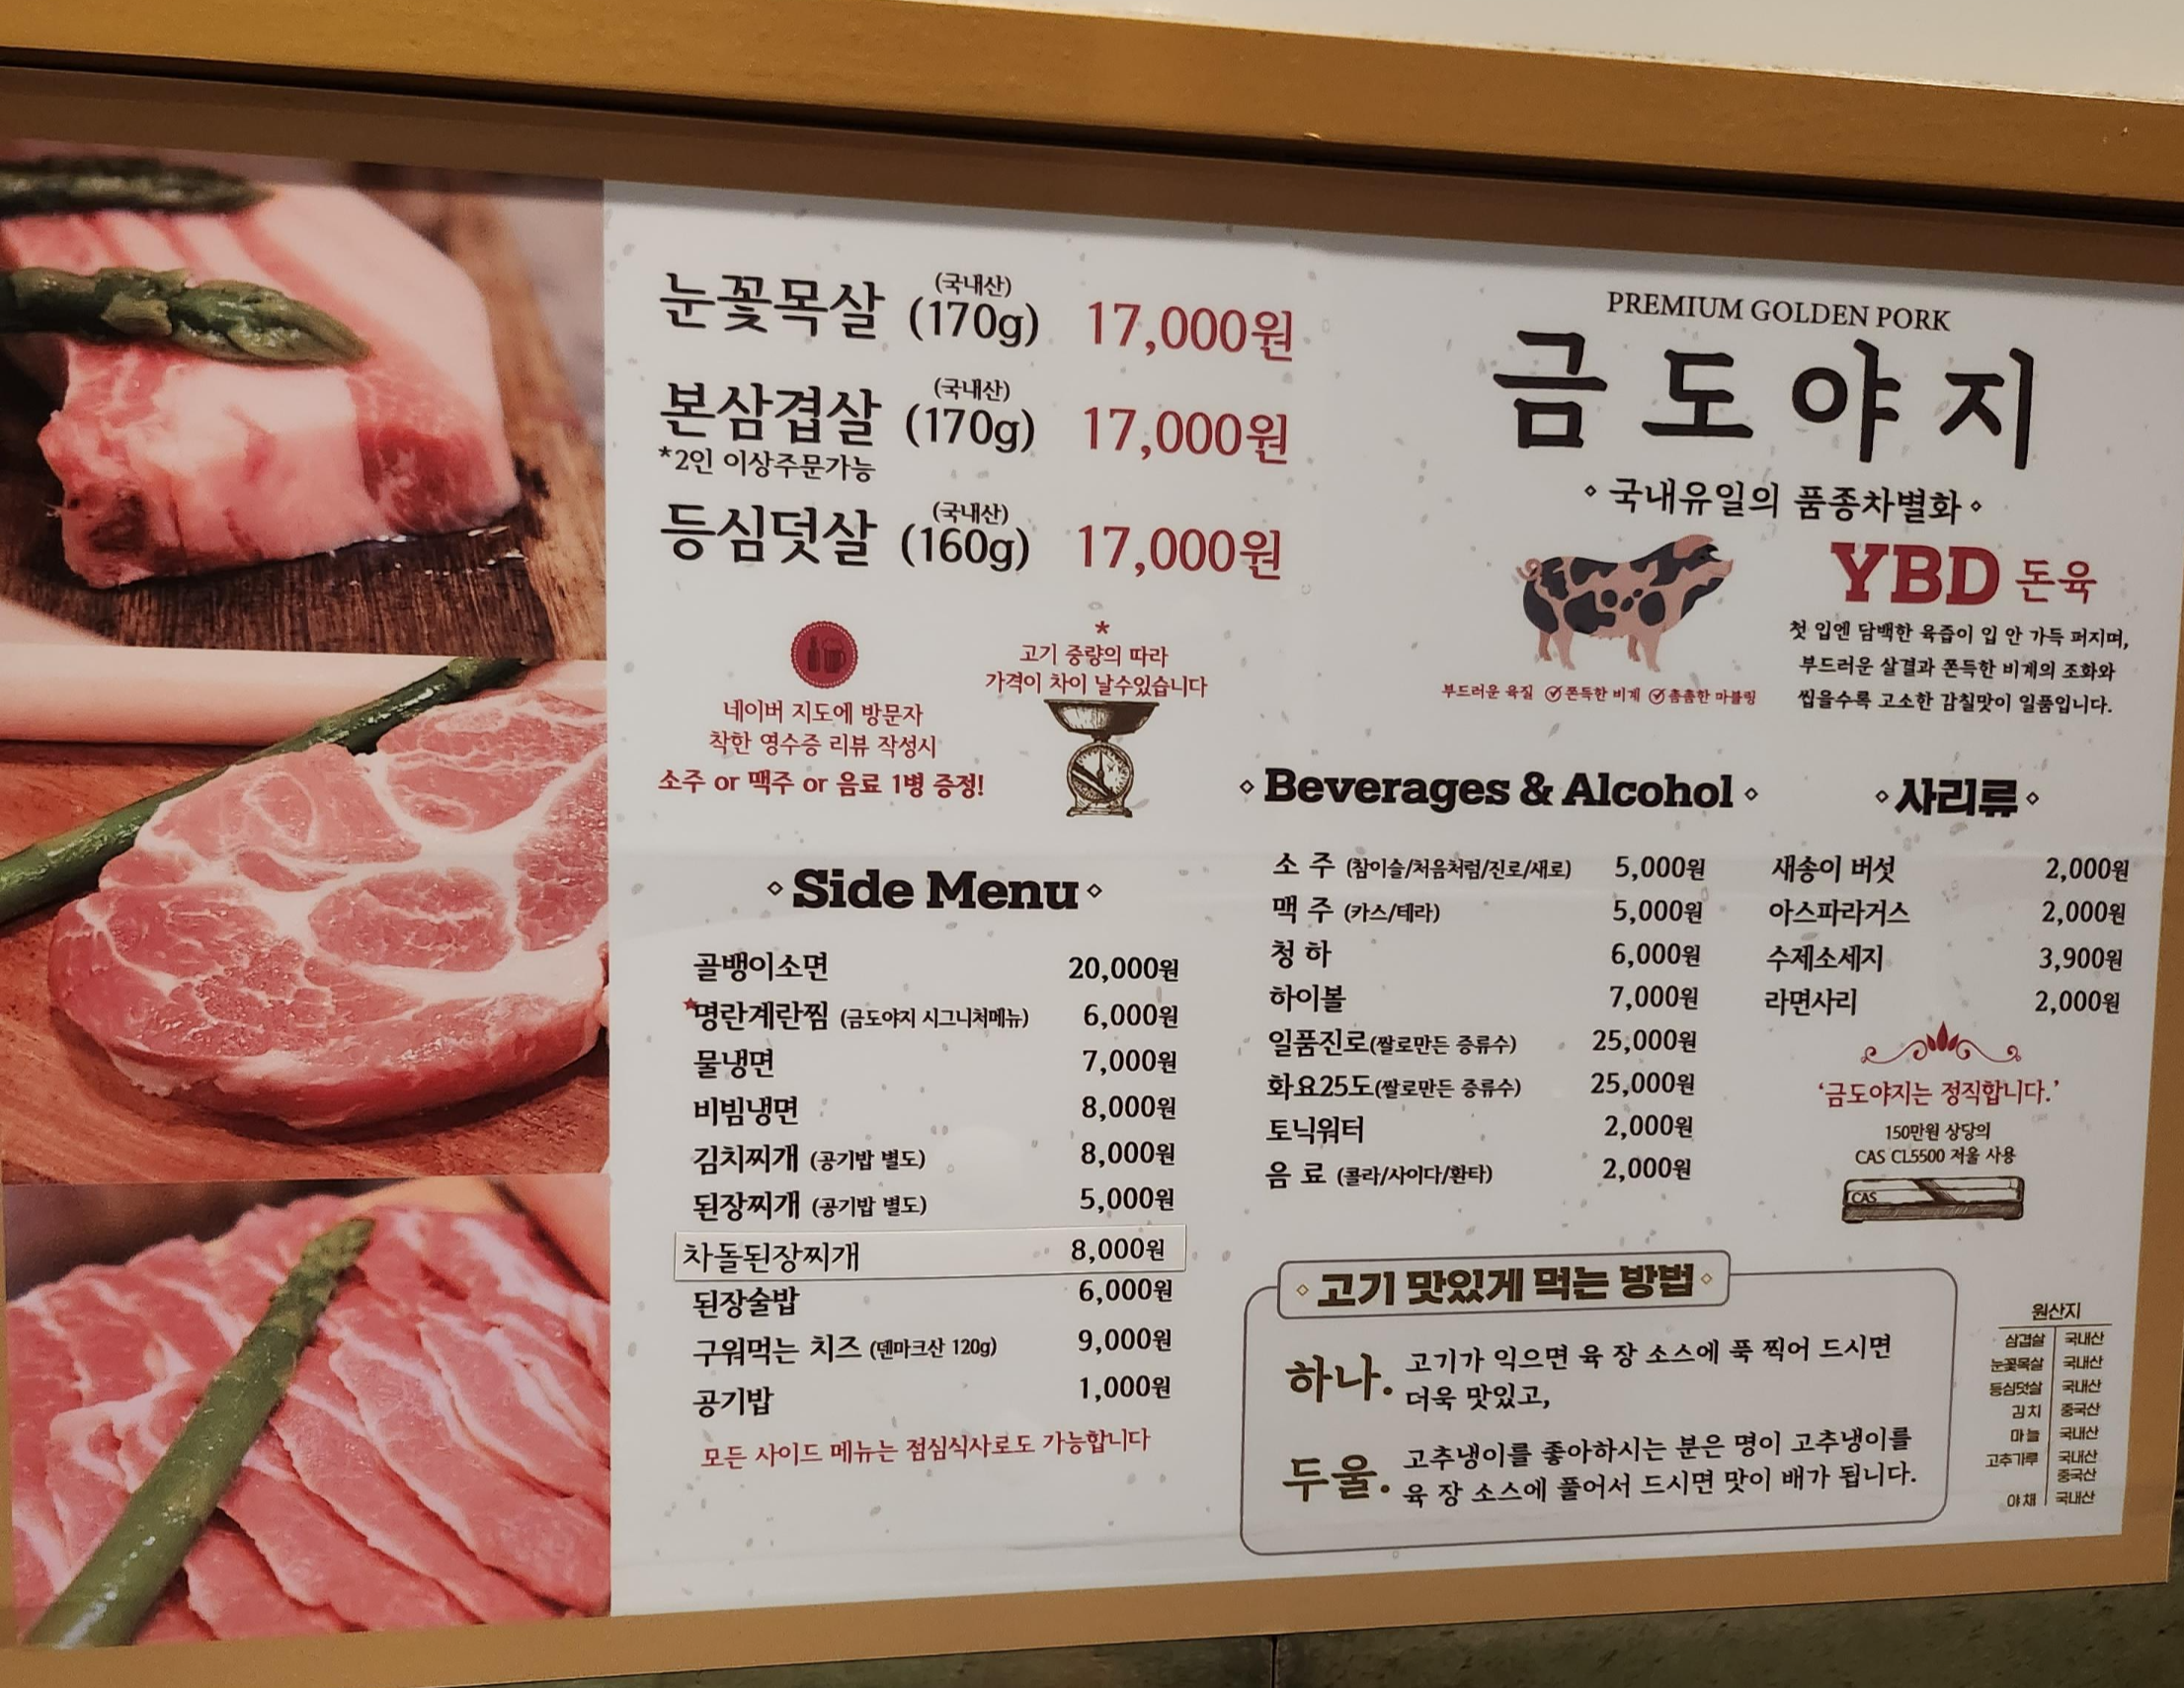 눈꽃목살 (국내산) (170g) 17,000원
본삼겹살 (국내산) (170g) 17,000원
*2인 이상주문가능
등심덧살 (국내산) (160g) 17,000원
네이버 지도에 방문자
착한 영수증 리뷰 작성시
소주 or 맥주 or 음료 1병 증정!
*
고기 중량의 따라
가격이 차이 날수있습니다
Side Menu
골뱅이소면 20,000원
명란계란찜 (금도야지 시그니처메뉴) 6,000원
물냉면 7,000원
비빔냉면 8,000원
김치찌개 (공기밥 별도) 8,000원
된장찌개 (공기밥 별도) 5,000원
차돌된장찌개 8,000원
된장술밥 6,000원
구워먹는 치즈 (덴마크산 120g) 9,000원
공기밥 1,000원
모든 사이드 메뉴는 점심식사로도 가능합니다
PREMIUM GOLDEN PORK
금도야지
국내유일의 품종차별화
YBD 돈육
첫 입엔 담백한 육즙이 입 안 가득 퍼지며,
부드러운 살결과 쫀득한 비계의 조화와
씹을수록 고소한 감칠맛이 일품입니다.
부드러운 육질 쫀득한 비계 촘촘한 마블링
Beverages & Alcohol
소 주 (참이슬/처음처럼/진로/새로) 5,000원
맥 주 (카스/테라) 5,000원
청 하 6,000원
하이볼 7,000원
일품진로(쌀로만든 증류수) 25,000원
화요25도(쌀로만든 증류수) 25,000원
토닉워터 2,000원
음 료 (콜라/사이다/환타) 2,000원
사리류
새송이 버섯 2,000원
아스파라거스 2,000원
수제소세지 3,900원
라면사리 2,000원
‘금도야지는 정직합니다.’
150만원 상당의
CAS CL5500 저울 사용
CAS
고기 맛있게 먹는 방법
하나. 고기가 익으면 육 장 소스에 푹 찍어 드시면
더욱 맛있고,
두울. 고추냉이를 좋아하시는 분은 명이 고추냉이를
육 장 소스에 풀어서 드시면 맛이 배가 됩니다.
원산지
삼겹살 국내산
눈꽃목살 국내산
등심덧살 국내산
김치 중국산
마늘 국내산
고추가루 국내산
중국산
야채 국내산